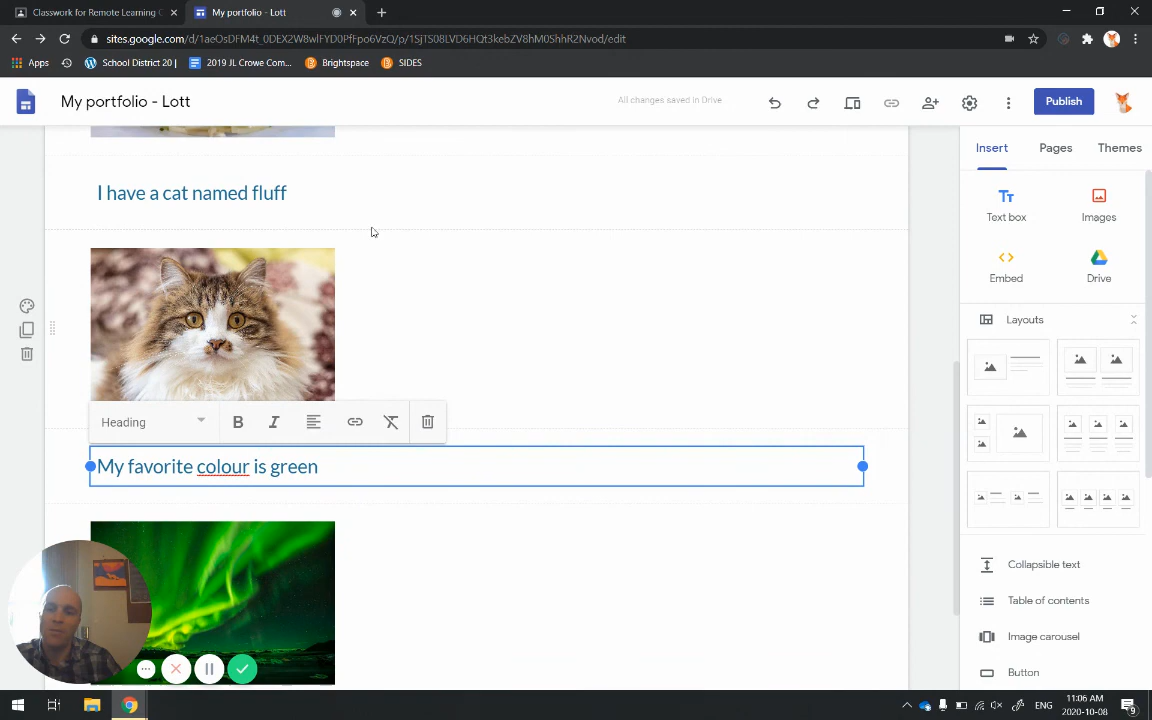 Classwork for Remote Learning C
My portfolio - Lott
sites.google.com/d/1aeOsDFM4t_0DEX2W8wlFYD0PfFpo6VzQ/p/1SjTS08LVD6HQt3kebZV8hM0ShhR2Nvod/edit
Apps
School District 20 |
2019 JL Crowe Com...
Brightspace
SIDES
My portfolio - Lott
All changes saved in Drive.
Publish
Insert
Pages
Themes
I have a cat named fluff
Text box
Images
Embed
Drive
Layouts
Heading
B
I
My favorite colour is green
Collapsible text
Table of contents
Image carousel
Button
ENG
11:06 AM
2020-10-08
9